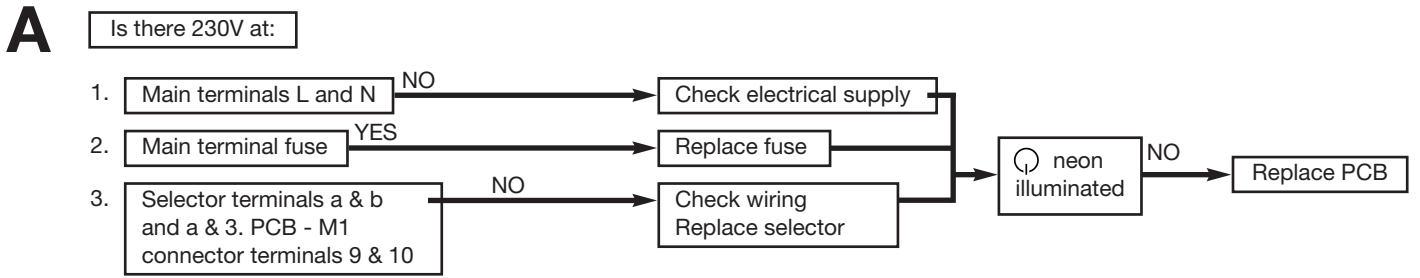 A
Is there 230V at:
1. Main terminals L and N
NO
Check electrical supply
2. Main terminal fuse
YES
Replace fuse
3. Selector terminals a & b
and a & 3. PCB - M1
connector terminals 9 & 10
NO
Check wiring
Replace selector
neon
illuminated
NO
Replace PCB